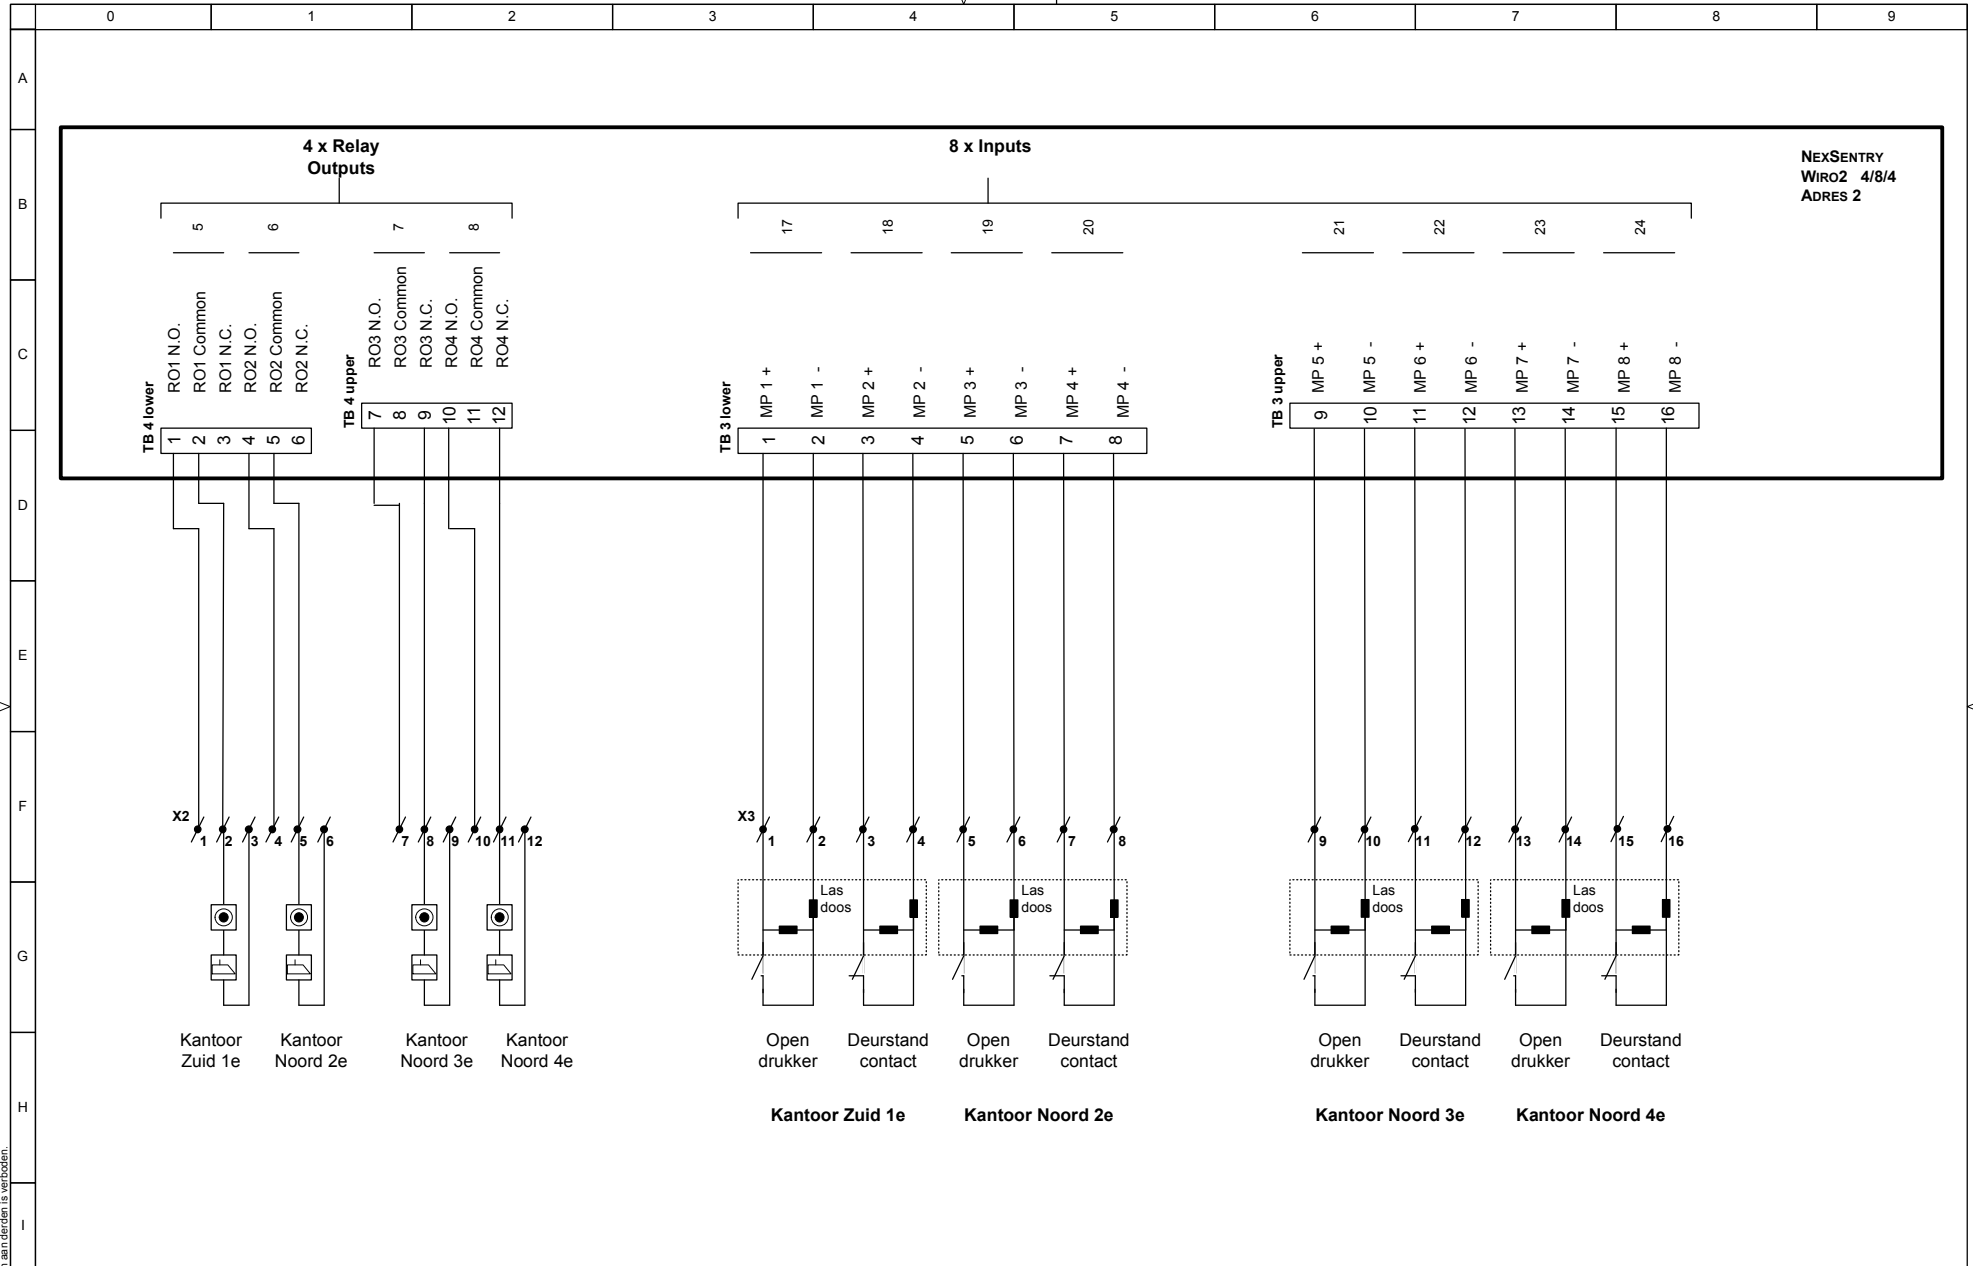 0 1 2 3 4 5 6 7 8 9
A
B
C
D
E
F
G
H
I
4 x Relay
Outputs
8 x Inputs
NEXSENTRY
WIRO2 4/8/4
ADRES 2
5 6 7 8
17 18 19 20 21 22 23 24
RO1 N.O.
RO1 Common
RO1 N.C.
RO2 N.O.
RO2 Common
RO2 N.C.
RO3 N.O.
RO3 Common
RO3 N.C.
RO4 N.O.
RO4 Common
RO4 N.C.
MP 1 +
MP 1 -
MP 2 +
MP 2 -
MP 3 +
MP 3 -
MP 4 +
MP 4 -
MP 5 +
MP 5 -
MP 6 +
MP 6 -
MP 7 +
MP 7 -
MP 8 +
MP 8 -
TB 4 lower
1 2 3 4 5 6
TB 4 upper
7 8 9 10 11 12
TB 3 lower
1 2 3 4 5 6 7 8
TB 3 upper
9 10 11 12 13 14 15 16
X2
1 2 3 4 5 6 7 8 9 10 11 12
X3
1 2 3 4 5 6 7 8 9 10 11 12 13 14 15 16
Las
doos
Las
doos
Las
doos
Las
doos
Kantoor
Zuid 1e
Kantoor
Noord 2e
Kantoor
Noord 3e
Kantoor
Noord 4e
Open
drukker
Deurstand
contact
Open
drukker
Deurstand
contact
Open
drukker
Deurstand
contact
Open
drukker
Deurstand
contact
Kantoor Zuid 1e
Kantoor Noord 2e
Kantoor Noord 3e
Kantoor Noord 4e
aan derden is verboden.